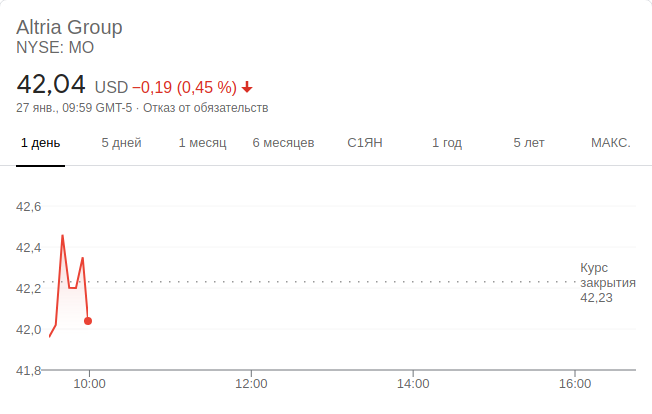 Altria Group
NYSE: MO
42,04 USD −0,19 (0,45 %)
27 янв., 09:59 GMT-5 · Отказ от обязательств
1 день 5 дней 1 месяц 6 месяцев С1ЯН 1 год 5 лет МАКС.
42,6
42,4
42,2
42,0
41,8
Курс
закрытия
42,23
10:00 12:00 14:00 16:00